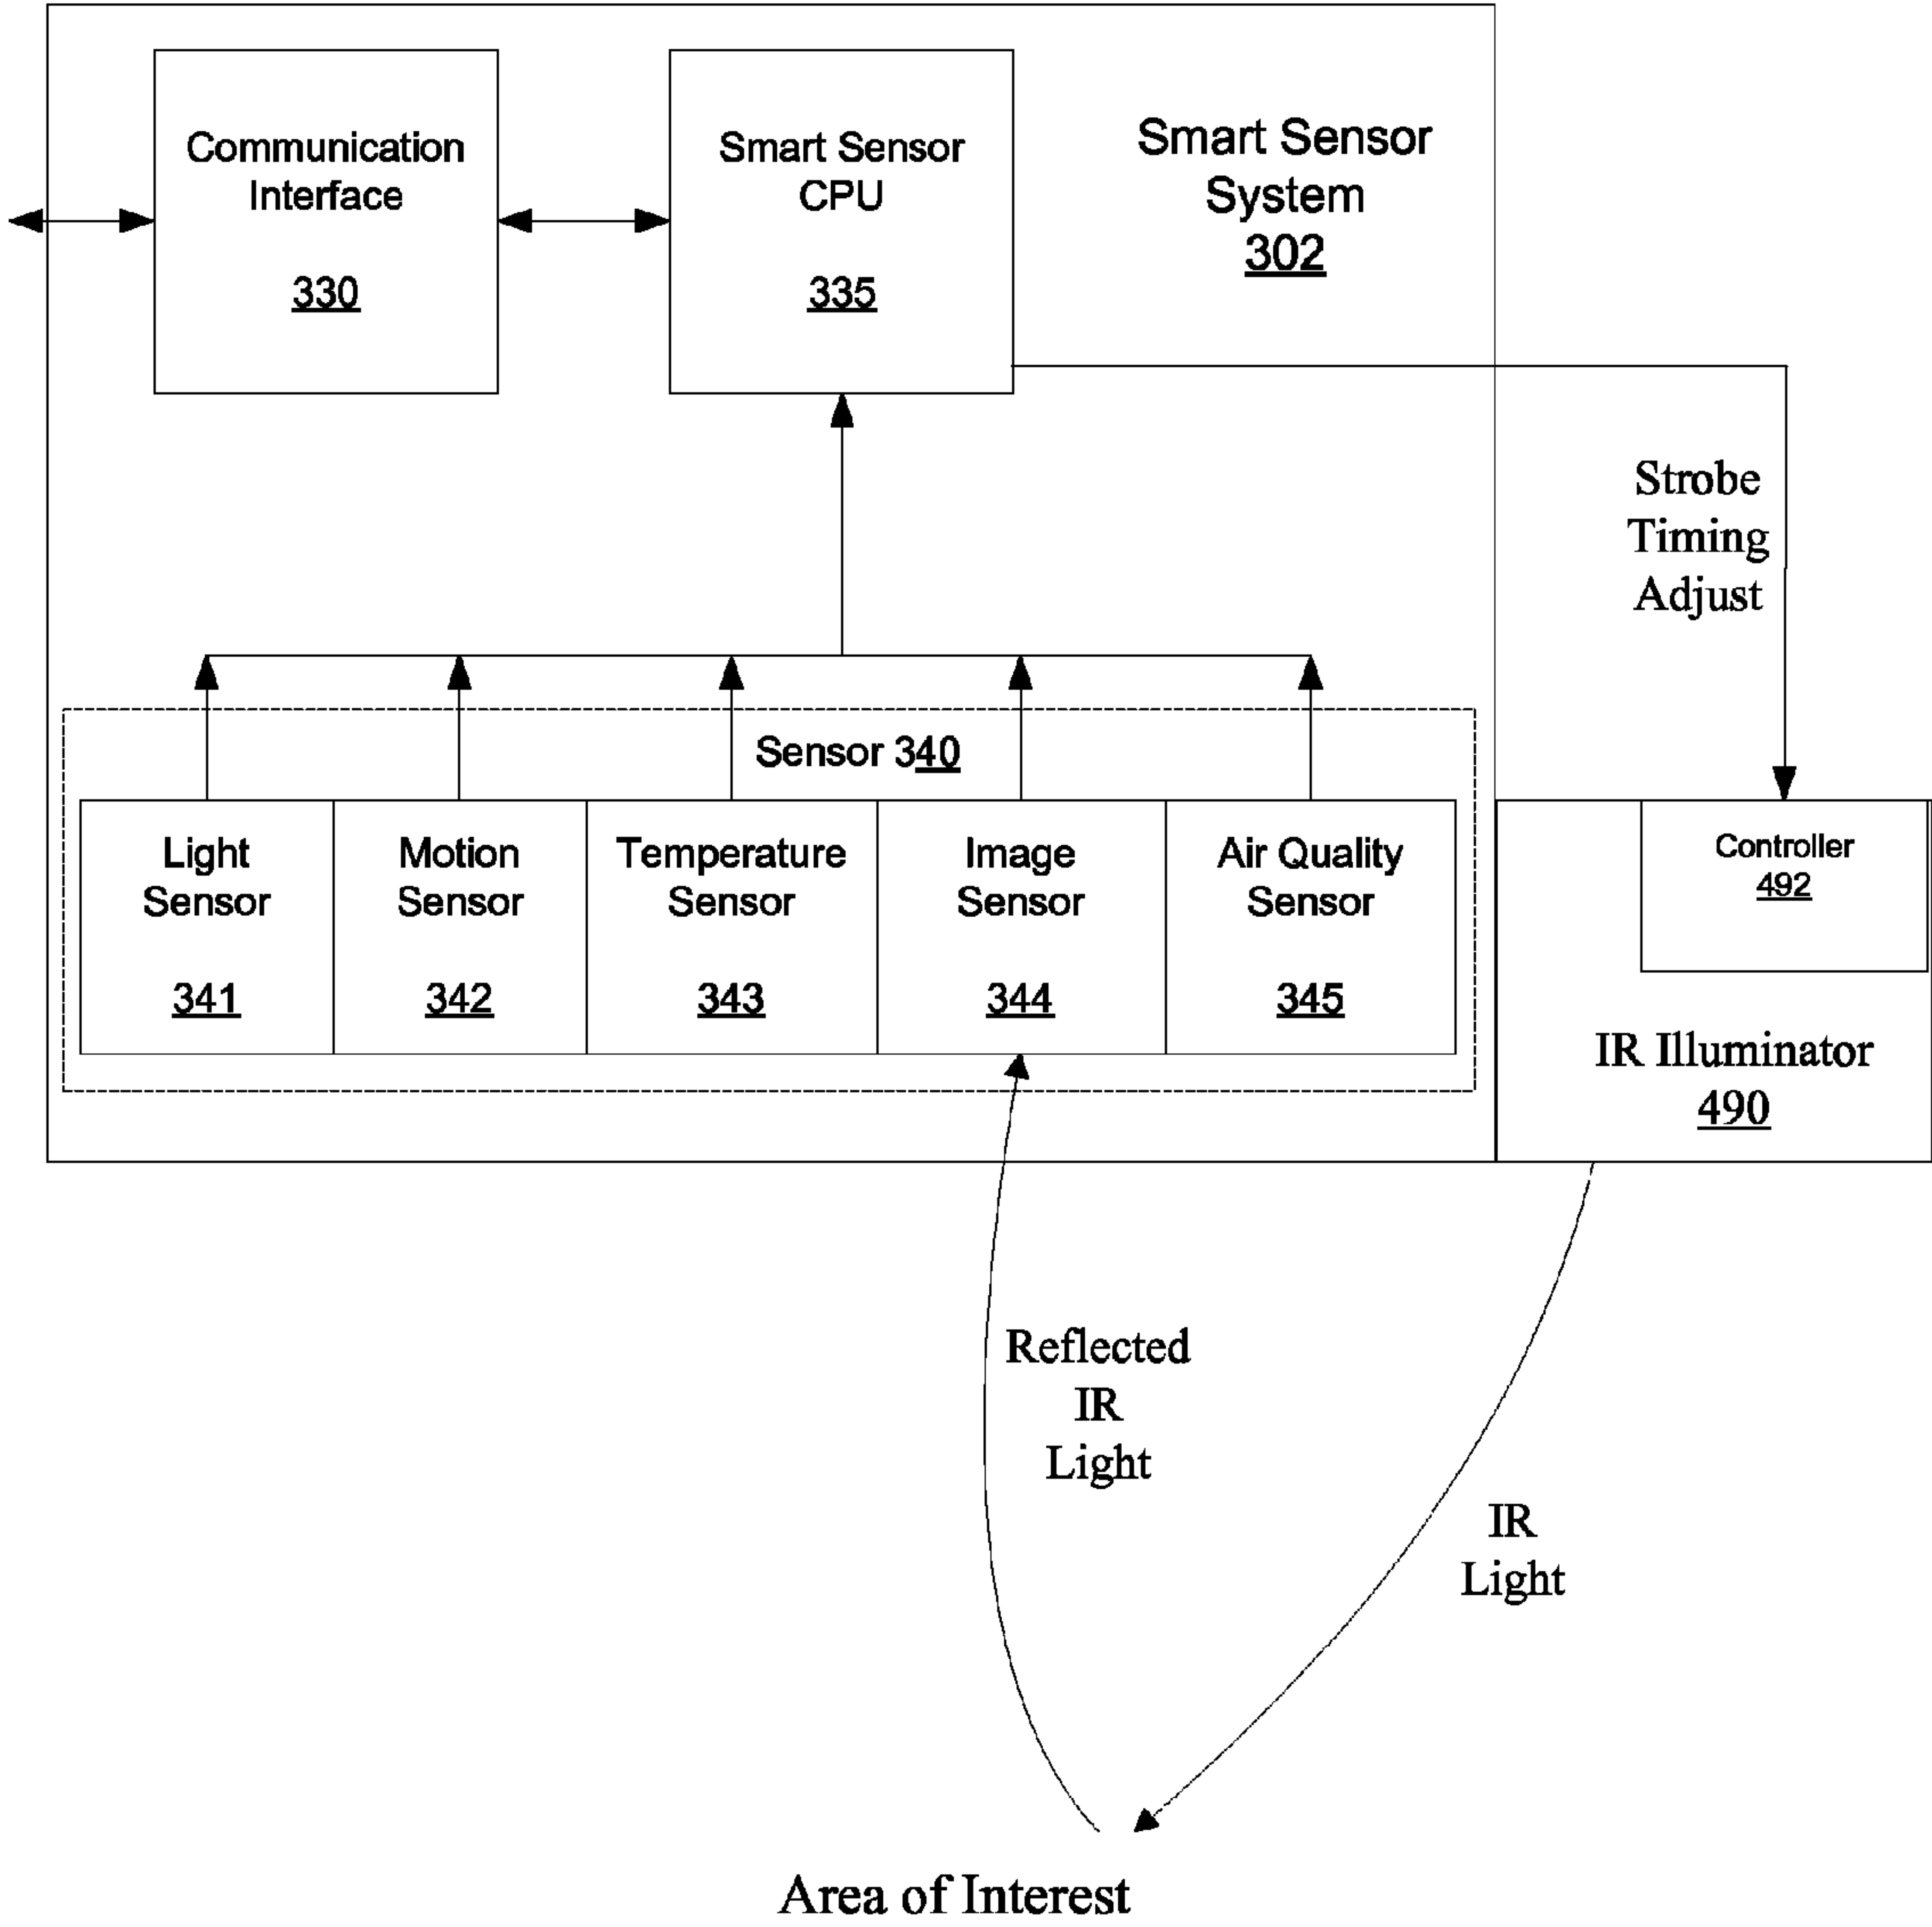 Communication
Interface
330
Smart Sensor
CPU
335
Smart Sensor
System
302
Strobe
Timing
Adjust
Sensor 340
Light
Sensor
341
Motion
Sensor
342
Temperature
Sensor
343
Image
Sensor
344
Air Quality
Sensor
345
Controller
492
IR Illuminator
490
Reflected
IR
Light
IR
Light
Area of Interest